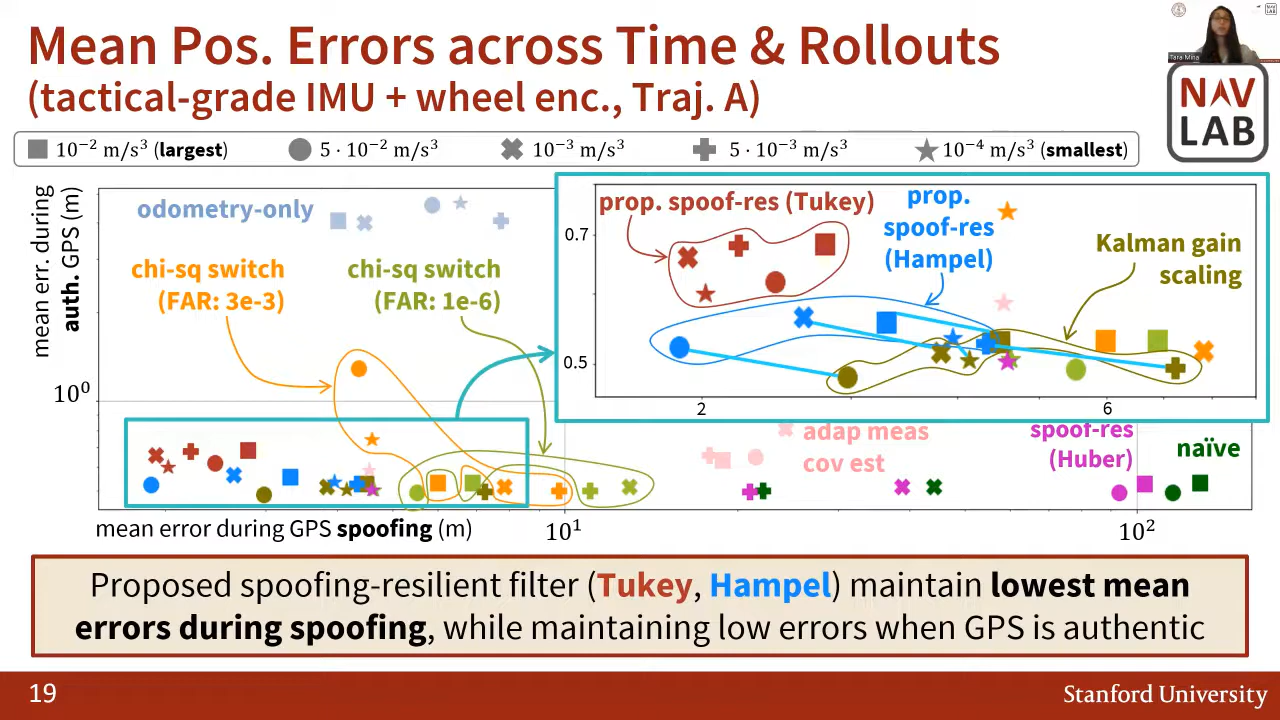 Mean Pos. Errors across Time & Rollouts
(tactical-grade IMU + wheel enc., Traj. A)
Tara Mina
NAV
LAB
10⁻² m/s³ (largest)
5 · 10⁻² m/s³
10⁻³ m/s³
5 · 10⁻³ m/s³
10⁻⁴ m/s³ (smallest)
mean err. during
auth. GPS (m)
10⁰
odometry-only
chi-sq switch
(FAR: 3e-3)
chi-sq switch
(FAR: 1e-6)
prop. spoof-res (Tukey)
prop.
spoof-res
(Hampel)
Kalman gain
scaling
0.7
0.5
2
6
adap meas
cov est
spoof-res
(Huber)
naïve
mean error during GPS spoofing (m)
10¹
10²
Proposed spoofing-resilient filter (Tukey, Hampel) maintain lowest mean
errors during spoofing, while maintaining low errors when GPS is authentic
19
Stanford University